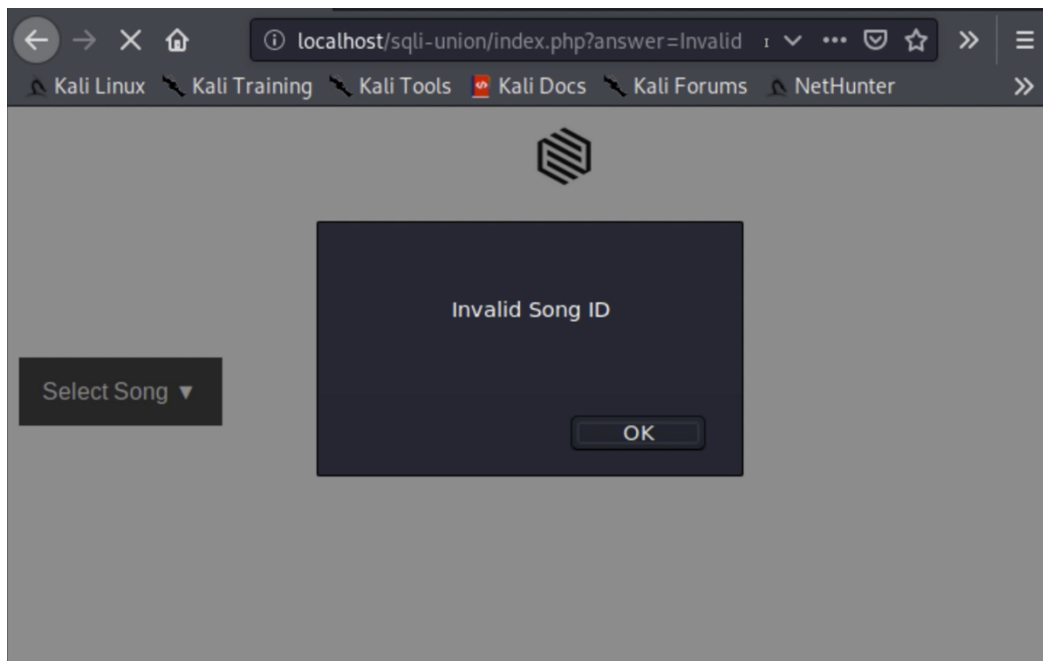 localhost/sqli-union/index.php?answer=Invalid
Kali Linux Kali Training Kali Tools Kali Docs Kali Forums NetHunter
Invalid Song ID
Select Song ▼
OK